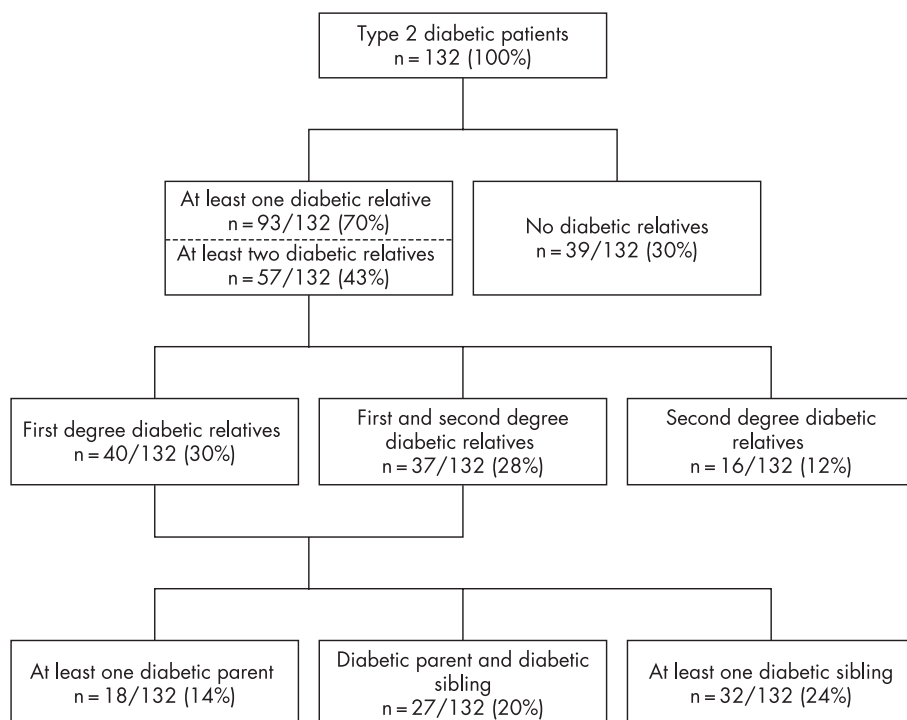 Type 2 diabetic patients
n = 132 (100%)
At least one diabetic relative
n = 93/132 (70%)
At least two diabetic relatives
n = 57/132 (43%)
No diabetic relatives
n = 39/132 (30%)
First degree diabetic relatives
n = 40/132 (30%)
First and second degree
diabetic relatives
n = 37/132 (28%)
Second degree diabetic
relatives
n = 16/132 (12%)
At least one diabetic parent
n = 18/132 (14%)
Diabetic parent and diabetic
sibling
n = 27/132 (20%)
At least one diabetic sibling
n = 32/132 (24%)